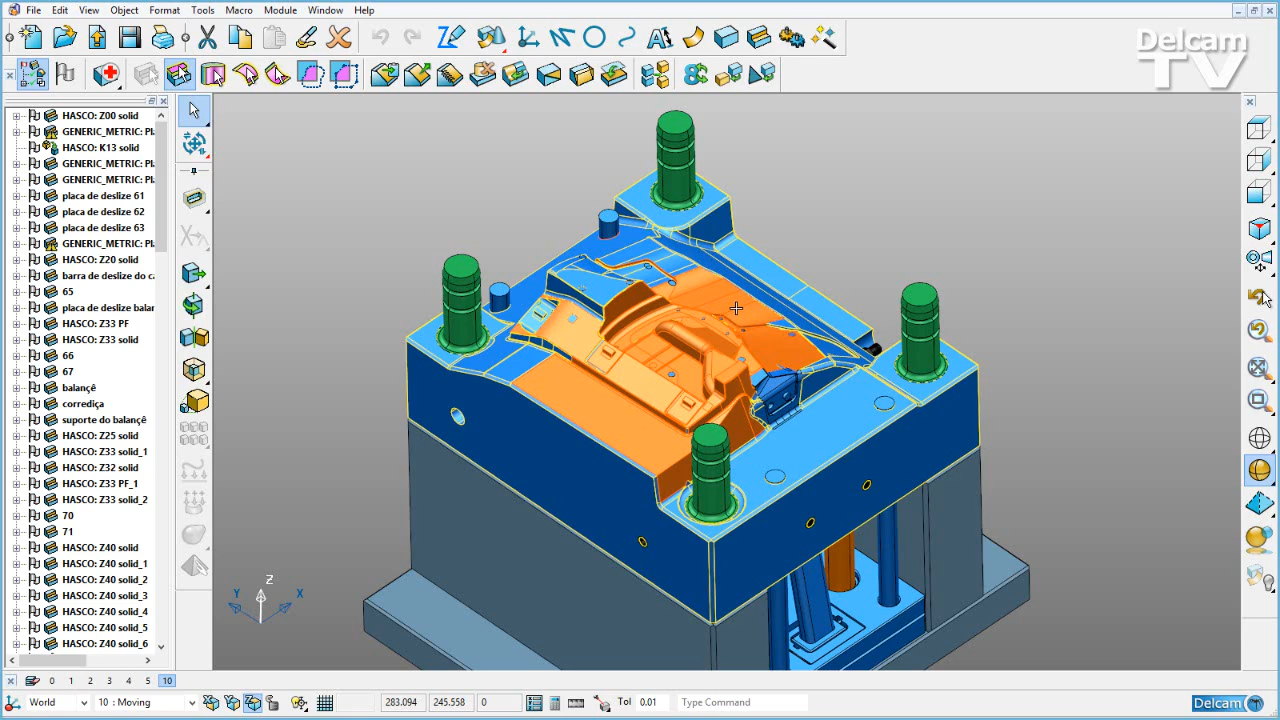 File Edit View Object Format Tools Macro Module Window Help
Delcam
TV
HASCO: Z00 solid
GENERIC_METRIC: Pl
HASCO: K13 solid
GENERIC_METRIC: Pl
GENERIC_METRIC: Pl
placa de deslize 61
placa de deslize 62
placa de deslize 63
GENERIC_METRIC: Pl
HASCO: Z20 solid
barra de deslize do ca
65
placa de deslize balar
HASCO: Z33 PF
HASCO: Z33 solid
66
67
balançê
corrediça
suporte do balançê
HASCO: Z25 solid
HASCO: Z33 solid_1
HASCO: Z32 solid
HASCO: Z33 PF_1
HASCO: Z33 solid_2
70
71
HASCO: Z40 solid
HASCO: Z40 solid_1
HASCO: Z40 solid_2
HASCO: Z40 solid_3
HASCO: Z40 solid_4
HASCO: Z40 solid_5
HASCO: Z40 solid_6
Z
Y X
0 1 2 3 4 5 10
World 10 : Moving 283.094 245.558 0 Tol 0.01 Type Command Delcam